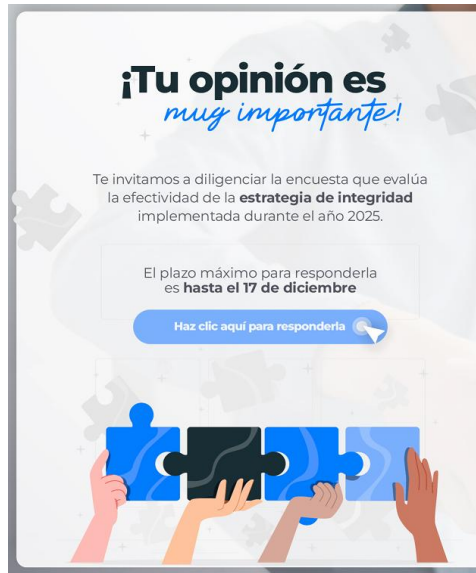 ¡Tu opinión es
muy importante!
Te invitamos a diligenciar la encuesta que evalúa
la efectividad de la estrategia de integridad
implementada durante el año 2025.
El plazo máximo para responderla
es hasta el 17 de diciembre
Haz clic aquí para responderla